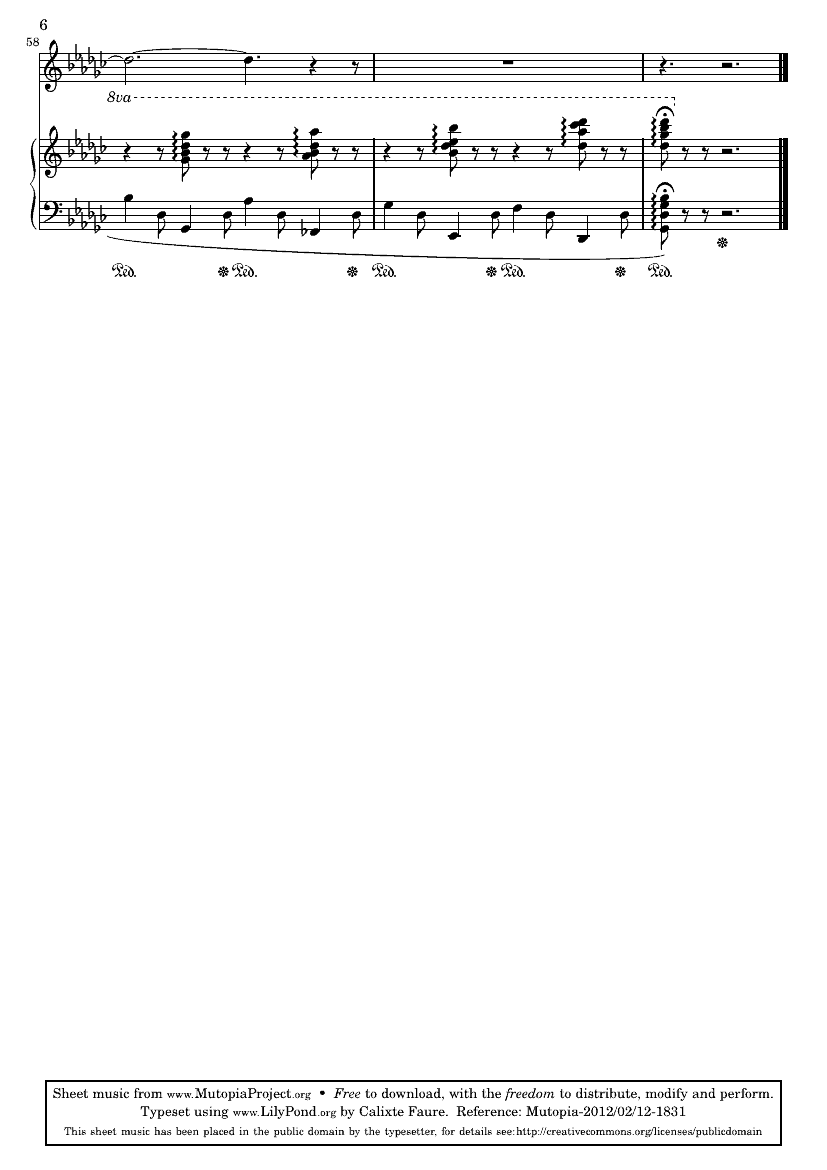 6
58
8va
Ped. * Ped. * Ped. * Ped. * Ped. *
Sheet music from www.MutopiaProject.org • Free to download, with the freedom to distribute, modify and perform.
Typeset using www.LilyPond.org by Calixte Faure. Reference: Mutopia-2012/02/12-1831
This sheet music has been placed in the public domain by the typesetter, for details see: http://creativecommons.org/licenses/publicdomain